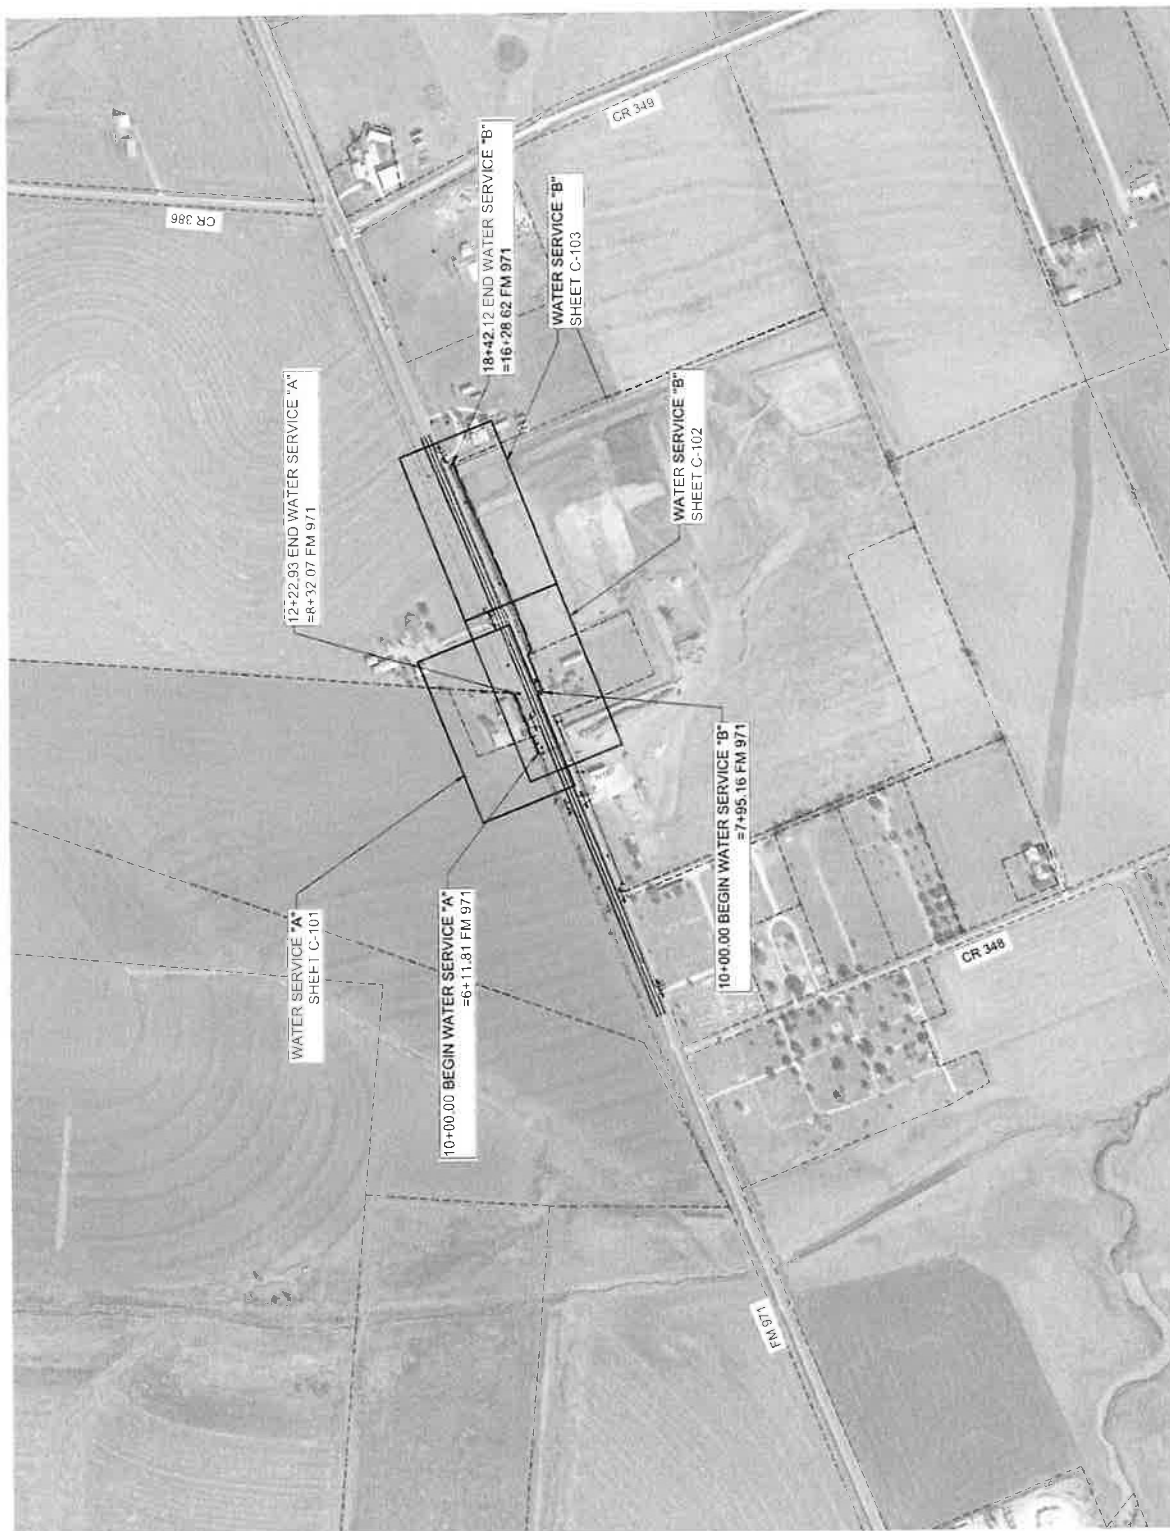 CR 386
CR 349
18+42.12 END WATER SERVICE "B"
=16+28.62 FM 971
WATER SERVICE "B"
SHEET C-103
12+22.93 END WATER SERVICE "A"
=8+32.07 FM 971
WATER SERVICE "B"
SHEET C-102
WATER SERVICE "A"
SHEET C-101
10+00.00 BEGIN WATER SERVICE "A"
=6+11.81 FM 971
10+00.00 BEGIN WATER SERVICE "B"
=7+95.16 FM 971
CR 348
FM 971